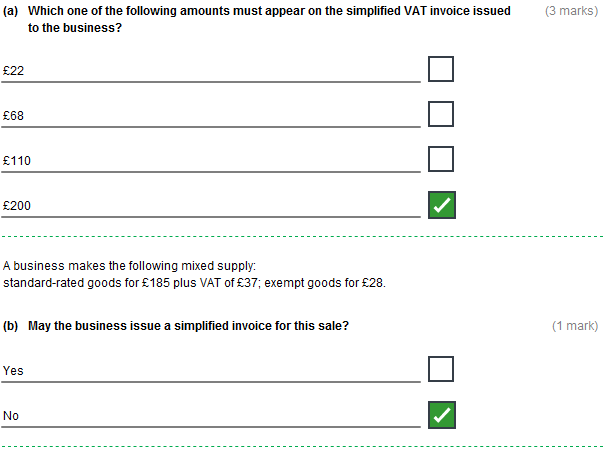 (a) Which one of the following amounts must appear on the simplified VAT invoice issued (3 marks)
to the business?
£22
£68
£110
£200
A business makes the following mixed supply:
standard-rated goods for £185 plus VAT of £37; exempt goods for £28.
(b) May the business issue a simplified invoice for this sale? (1 mark)
Yes
No